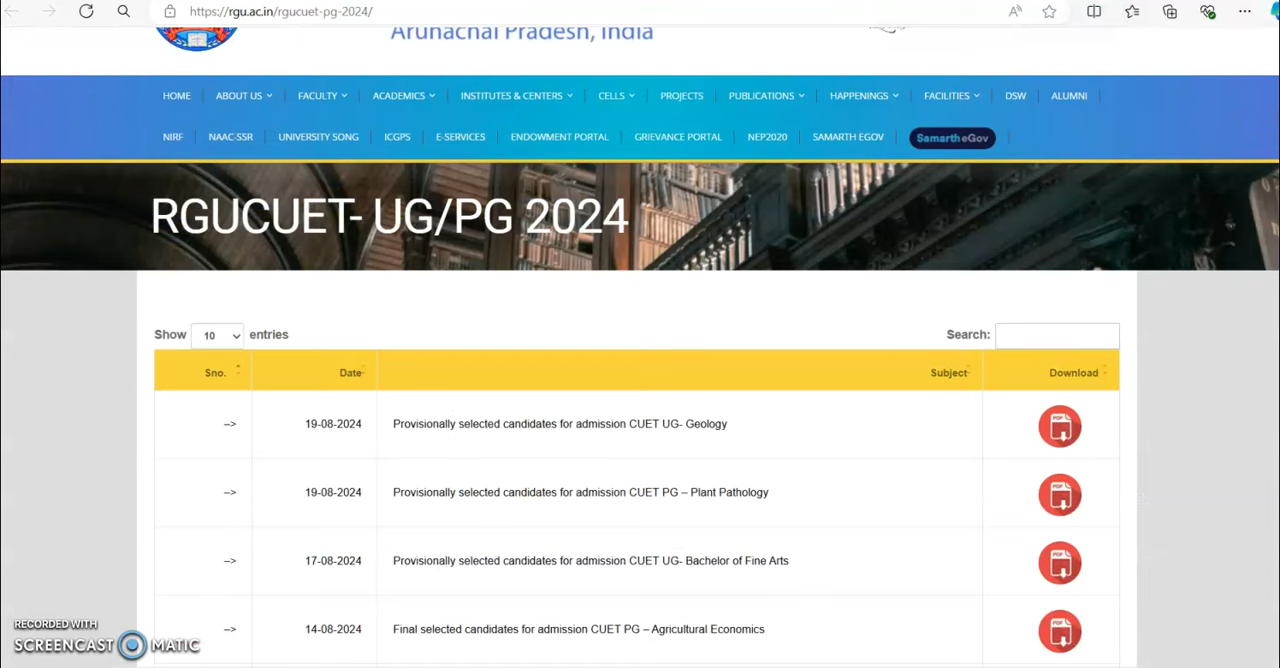 https://rgu.ac.in/rgucuet-pg-2024/
Arunachal Pradesh, India
HOME ABOUT US FACULTY ACADEMICS INSTITUTES & CENTERS CELLS PROJECTS PUBLICATIONS HAPPENINGS FACILITIES DSW ALUMNI
NIRF NAAC-SSR UNIVERSITY SONG ICGPS E-SERVICES ENDOWMENT PORTAL GRIEVANCE PORTAL NEP2020 SAMARTH EGOV Samarth eGov
RGUCUET- UG/PG 2024
Show 10 entries Search:
Sno. Date Subject Download
--> 19-08-2024 Provisionally selected candidates for admission CUET UG- Geology PDF
--> 19-08-2024 Provisionally selected candidates for admission CUET PG – Plant Pathology PDF
--> 17-08-2024 Provisionally selected candidates for admission CUET UG- Bachelor of Fine Arts PDF
--> 14-08-2024 Final selected candidates for admission CUET PG – Agricultural Economics PDF
RECORDED WITH
SCREENCAST MATIC